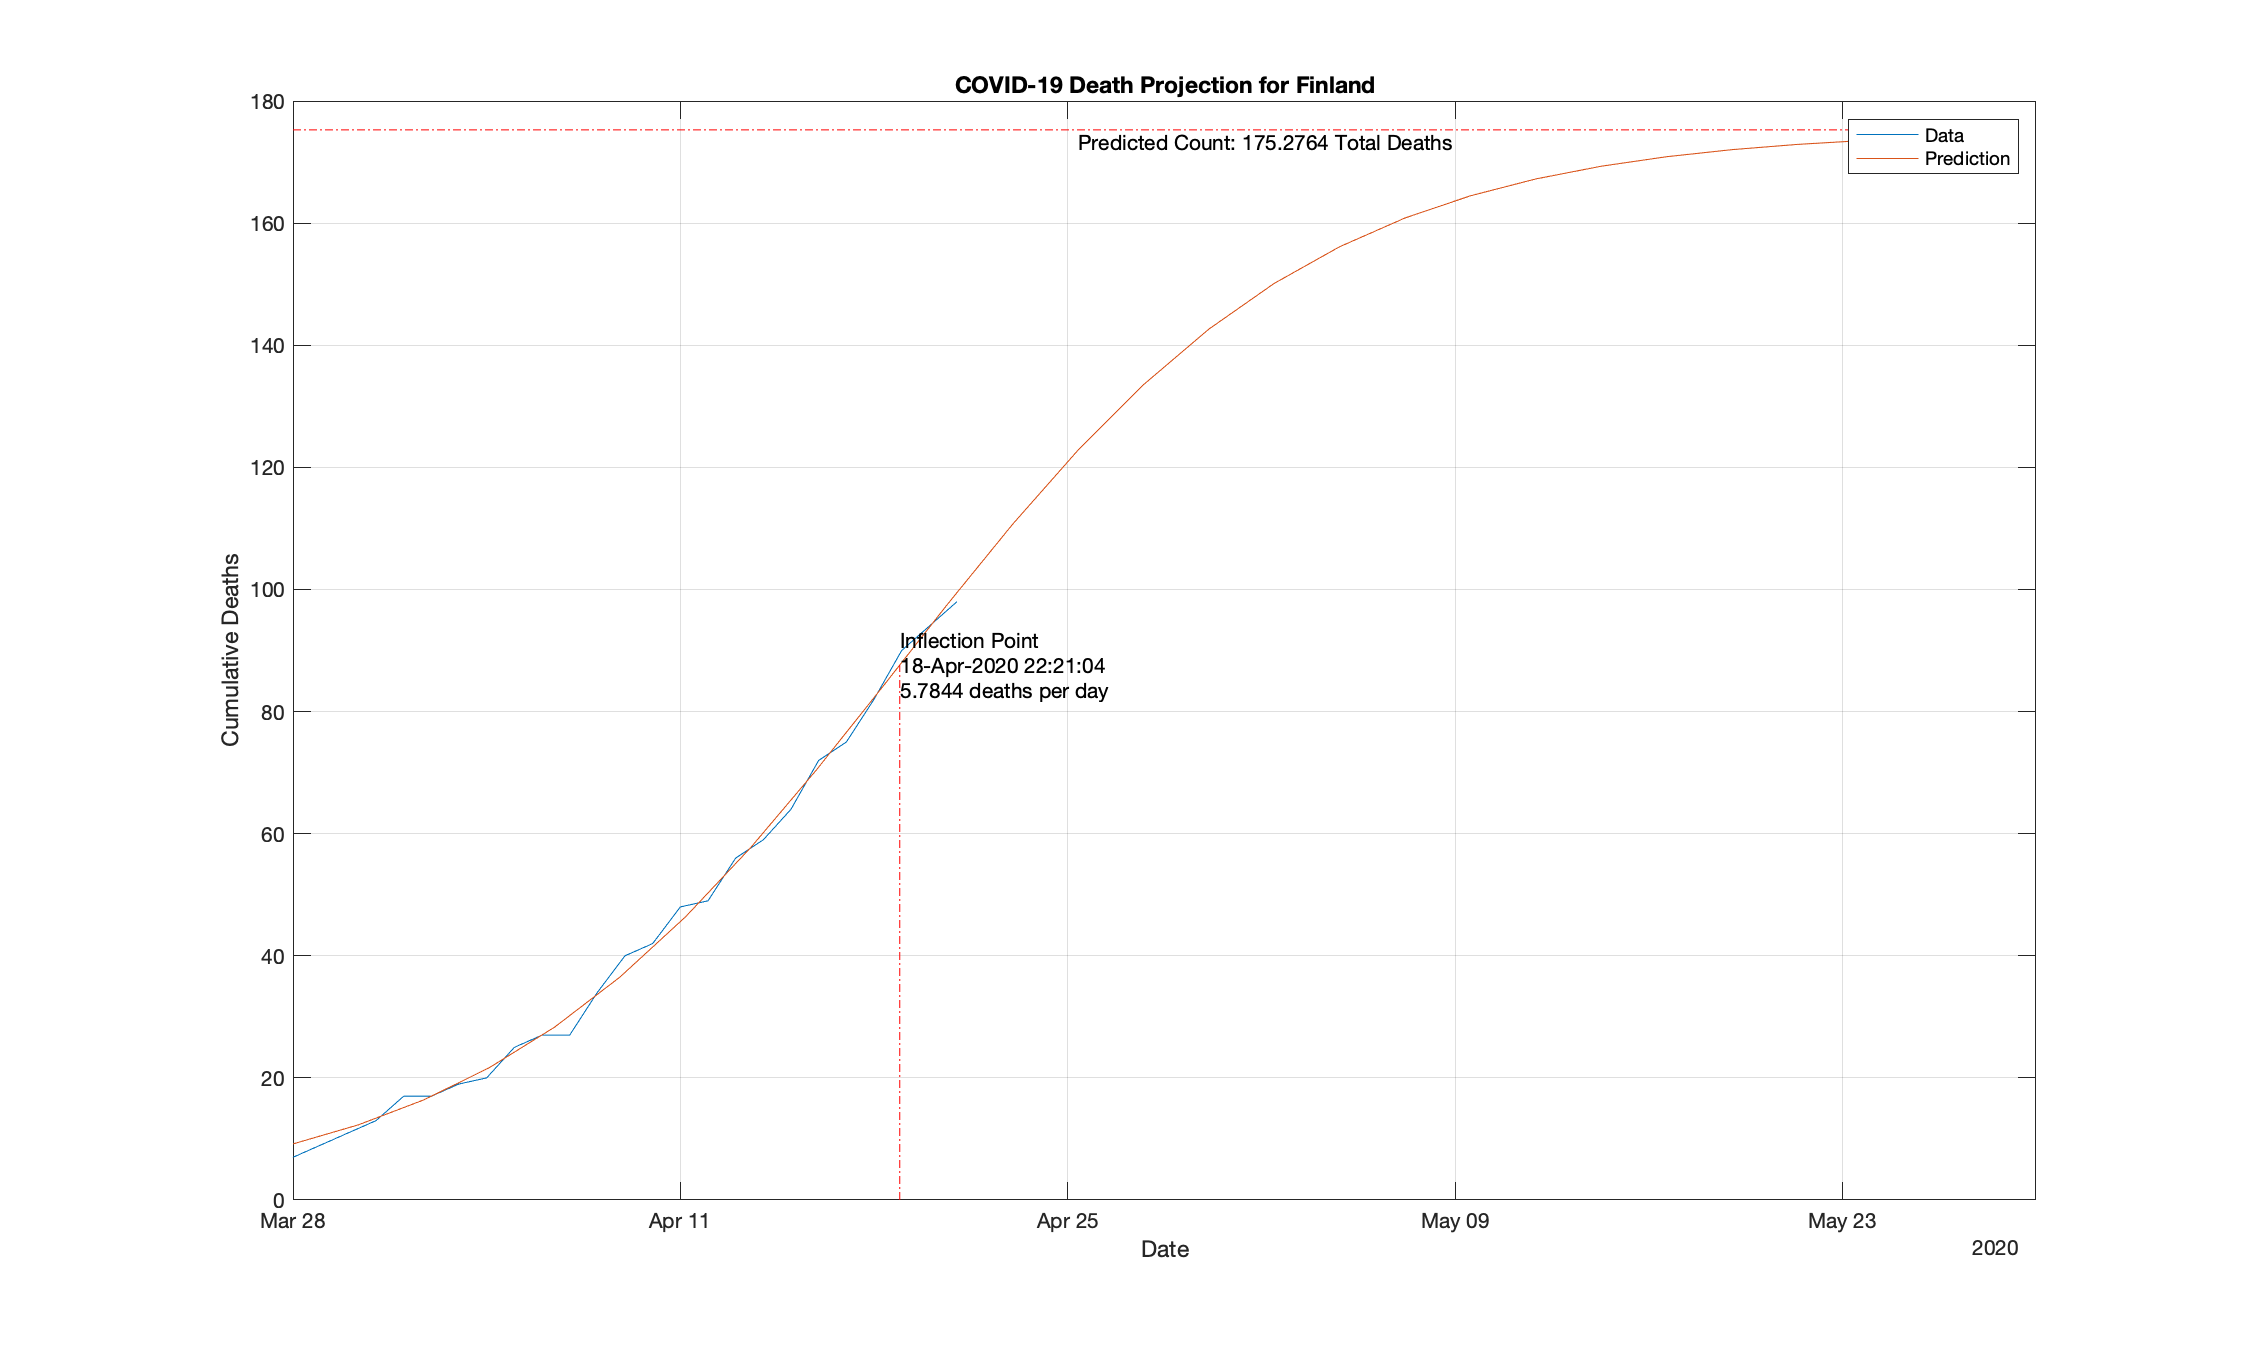 COVID-19 Death Projection for Finland
180
160
140
120
100
80
60
40
20
0
Cumulative Deaths
Predicted Count: 175.2764 Total Deaths
Data
Prediction
Inflection Point
18-Apr-2020 22:21:04
5.7844 deaths per day
Mar 28
Apr 11
Apr 25
May 09
May 23
Date
2020